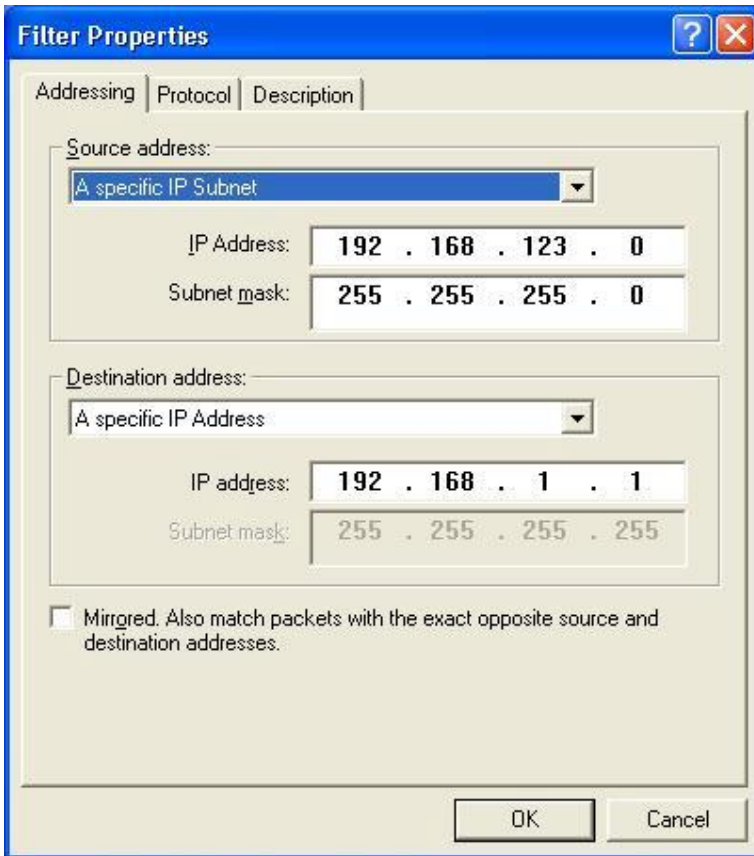 Filter Properties
Addressing Protocol Description
Source address:
A specific IP Subnet
IP Address: 192 . 168 . 123 . 0
Subnet mask: 255 . 255 . 255 . 0
Destination address:
A specific IP Address
IP address: 192 . 168 . 1 . 1
Subnet mask: 255 . 255 . 255 . 255
Mirrored. Also match packets with the exact opposite source and
destination addresses.
OK Cancel